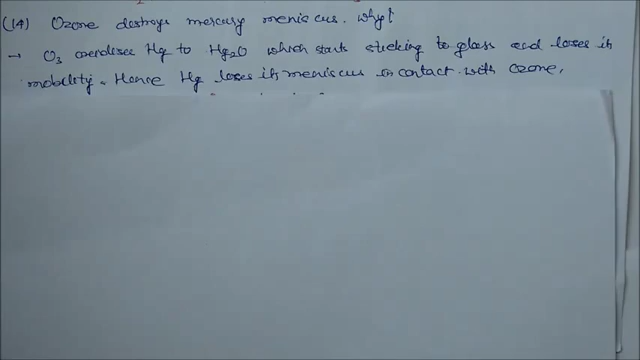 (14) Ozone destroys mercury meniscus. Why?
→ O3 oxidises Hg to Hg2O which starts sticking to glass and loses its
mobility. Hence Hg loses its meniscus in contact with ozone.